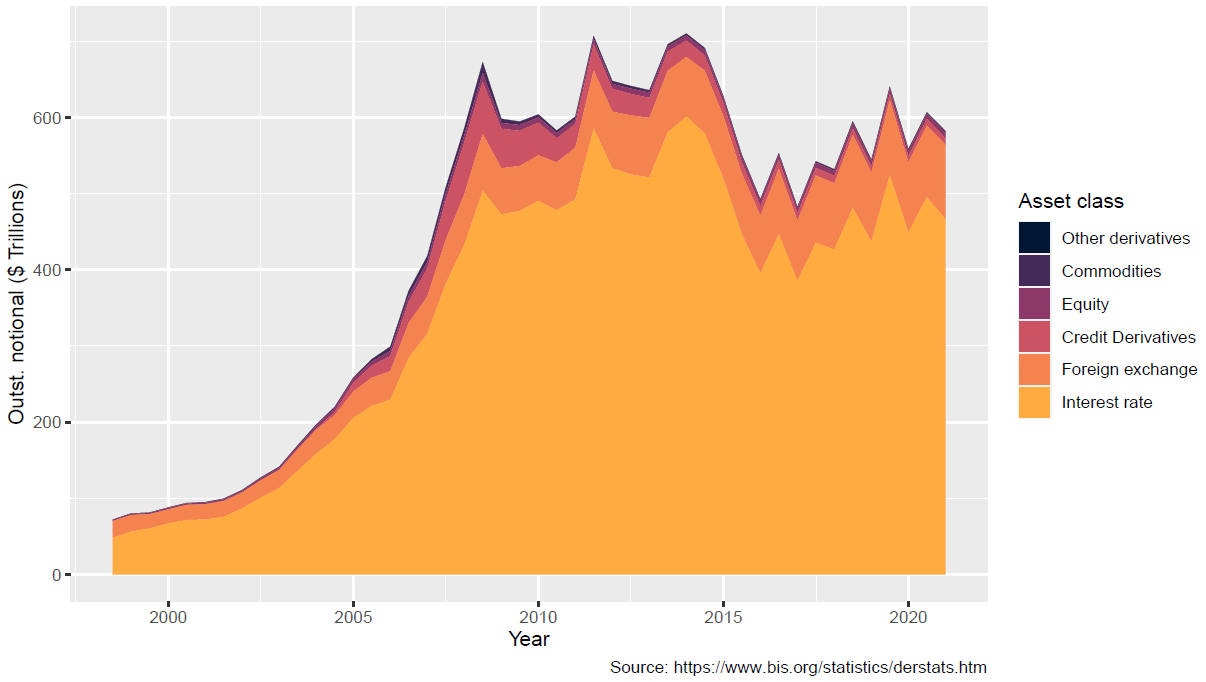 Outst. notional ($ Trillions)
600
400
200
0
2000 2005 2010 2015 2020
Year
Asset class
Other derivatives
Commodities
Equity
Credit Derivatives
Foreign exchange
Interest rate
Source: https://www.bis.org/statistics/derstats.htm